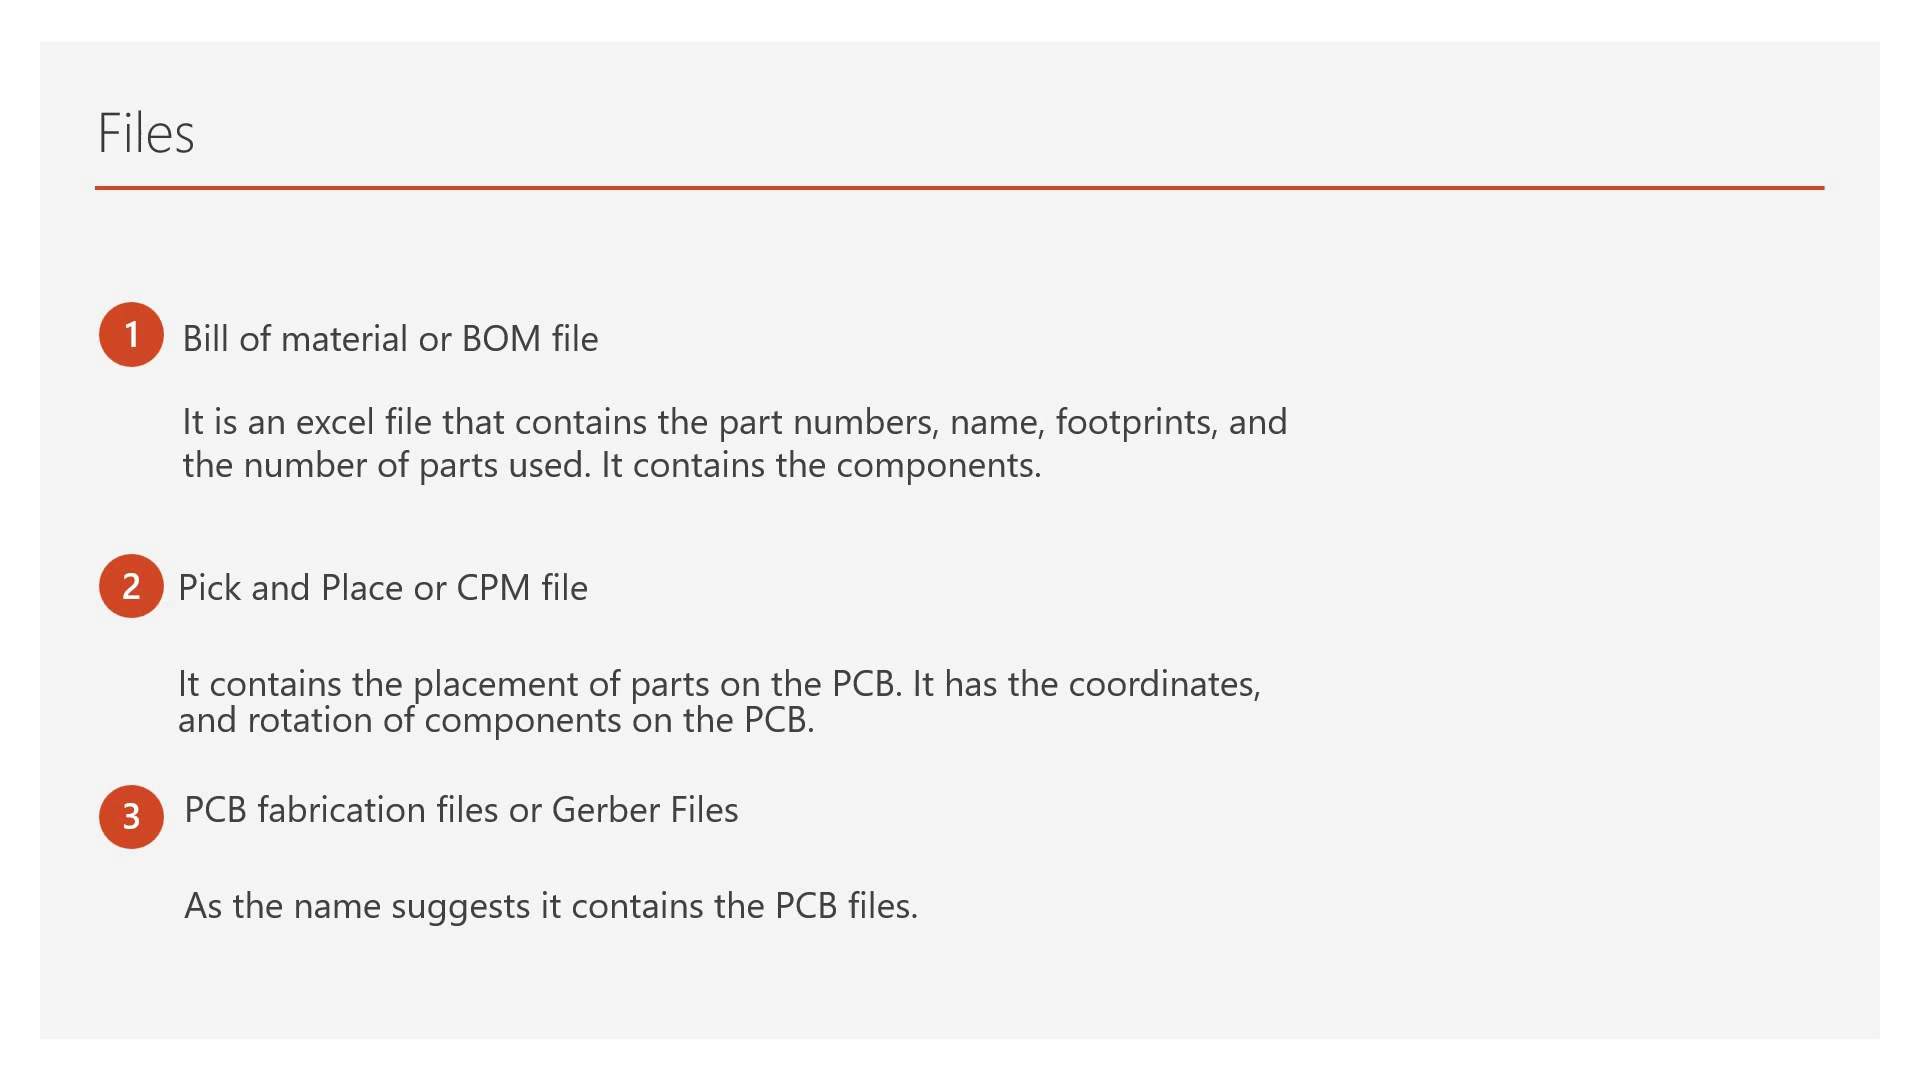 Files
1 Bill of material or BOM file
It is an excel file that contains the part numbers, name, footprints, and
the number of parts used. It contains the components.
2 Pick and Place or CPM file
It contains the placement of parts on the PCB. It has the coordinates,
and rotation of components on the PCB.
3 PCB fabrication files or Gerber Files
As the name suggests it contains the PCB files.